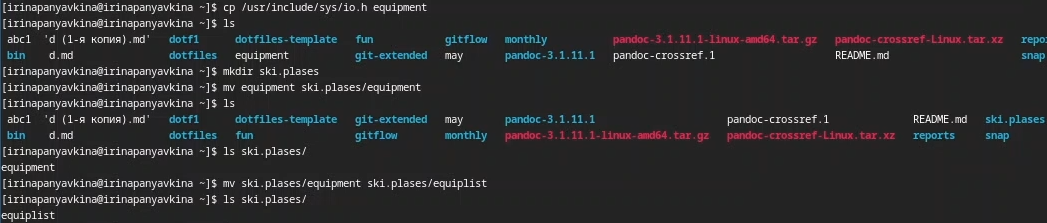 [irinapanyavkina@irinapanyavkina ~]$ cp /usr/include/sys/io.h equipment
[irinapanyavkina@irinapanyavkina ~]$ ls
abc1 'd (1-я копия).md' dotf1 dotfiles-template fun gitflow monthly pandoc-3.1.11.1-linux-amd64.tar.gz pandoc-crossref-Linux.tar.xz repo
bin d.md dotfiles equipment git-extended may pandoc-3.1.11.1 pandoc-crossref.1 README.md snap
[irinapanyavkina@irinapanyavkina ~]$ mkdir ski.plases
[irinapanyavkina@irinapanyavkina ~]$ mv equipment ski.plases/equipment
[irinapanyavkina@irinapanyavkina ~]$ ls
abc1 'd (1-я копия).md' dotf1 dotfiles-template git-extended may pandoc-3.1.11.1 pandoc-crossref.1 README.md ski.plases
bin d.md dotfiles fun gitflow monthly pandoc-3.1.11.1-linux-amd64.tar.gz pandoc-crossref-Linux.tar.xz reports snap
[irinapanyavkina@irinapanyavkina ~]$ ls ski.plases/
equipment
[irinapanyavkina@irinapanyavkina ~]$ mv ski.plases/equipment ski.plases/equiplist
[irinapanyavkina@irinapanyavkina ~]$ ls ski.plases/
equiplist